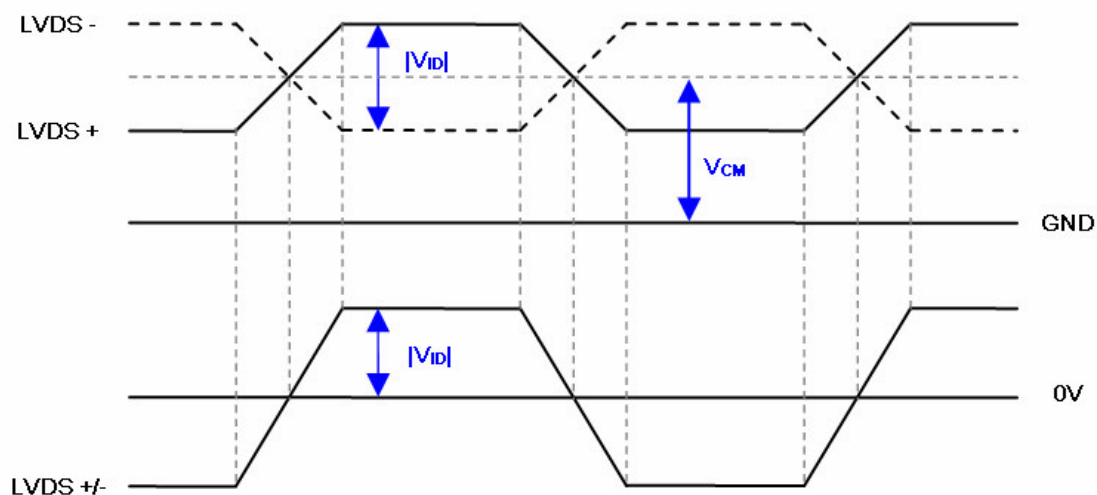 LVDS -
|VID|
LVDS +
VCM
GND
|VID|
0V
LVDS +/-